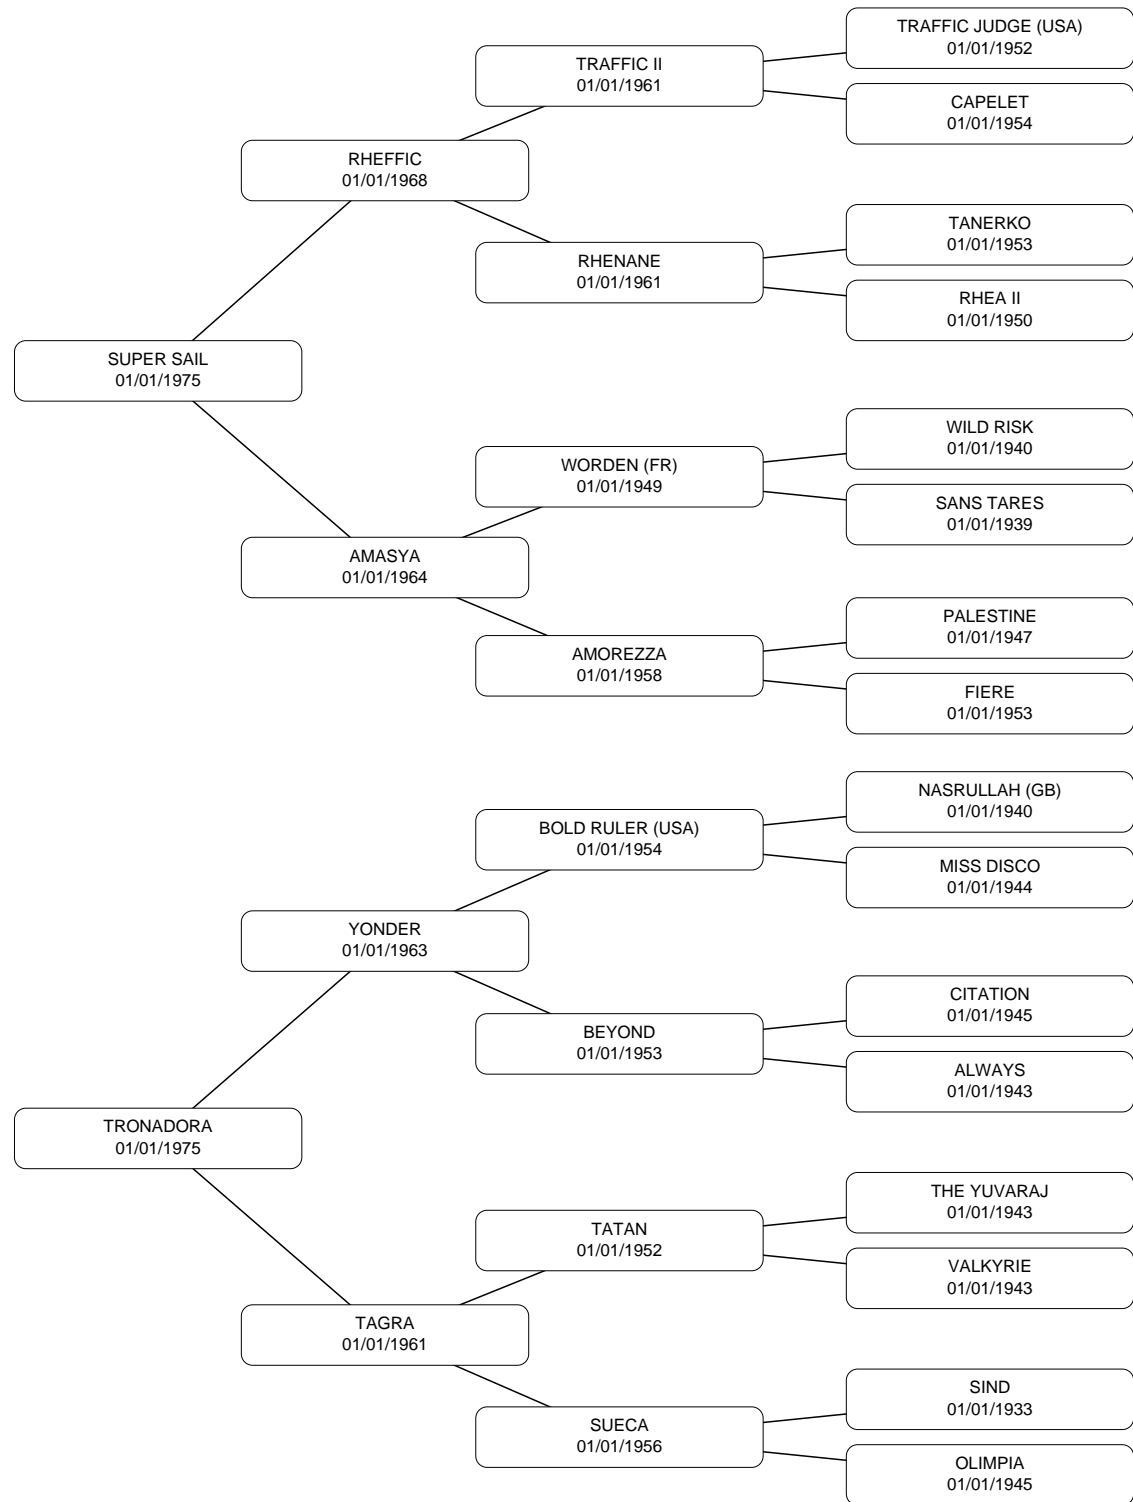 TRAFFIC JUDGE (USA)
01/01/1952
TRAFFIC II
01/01/1961
CAPELET
01/01/1954
RHEFFIC
01/01/1968
TANERKO
01/01/1953
RHENANE
01/01/1961
RHEA II
01/01/1950
SUPER SAIL
01/01/1975
WILD RISK
01/01/1940
WORDEN (FR)
01/01/1949
SANS TARES
01/01/1939
AMASYA
01/01/1964
PALESTINE
01/01/1947
AMOREZZA
01/01/1958
FIERE
01/01/1953
NASRULLAH (GB)
01/01/1940
BOLD RULER (USA)
01/01/1954
MISS DISCO
01/01/1944
YONDER
01/01/1963
CITATION
01/01/1945
BEYOND
01/01/1953
ALWAYS
01/01/1943
TRONADORA
01/01/1975
THE YUVARAJ
01/01/1943
TATAN
01/01/1952
VALKYRIE
01/01/1943
TAGRA
01/01/1961
SIND
01/01/1933
SUECA
01/01/1956
OLIMPIA
01/01/1945